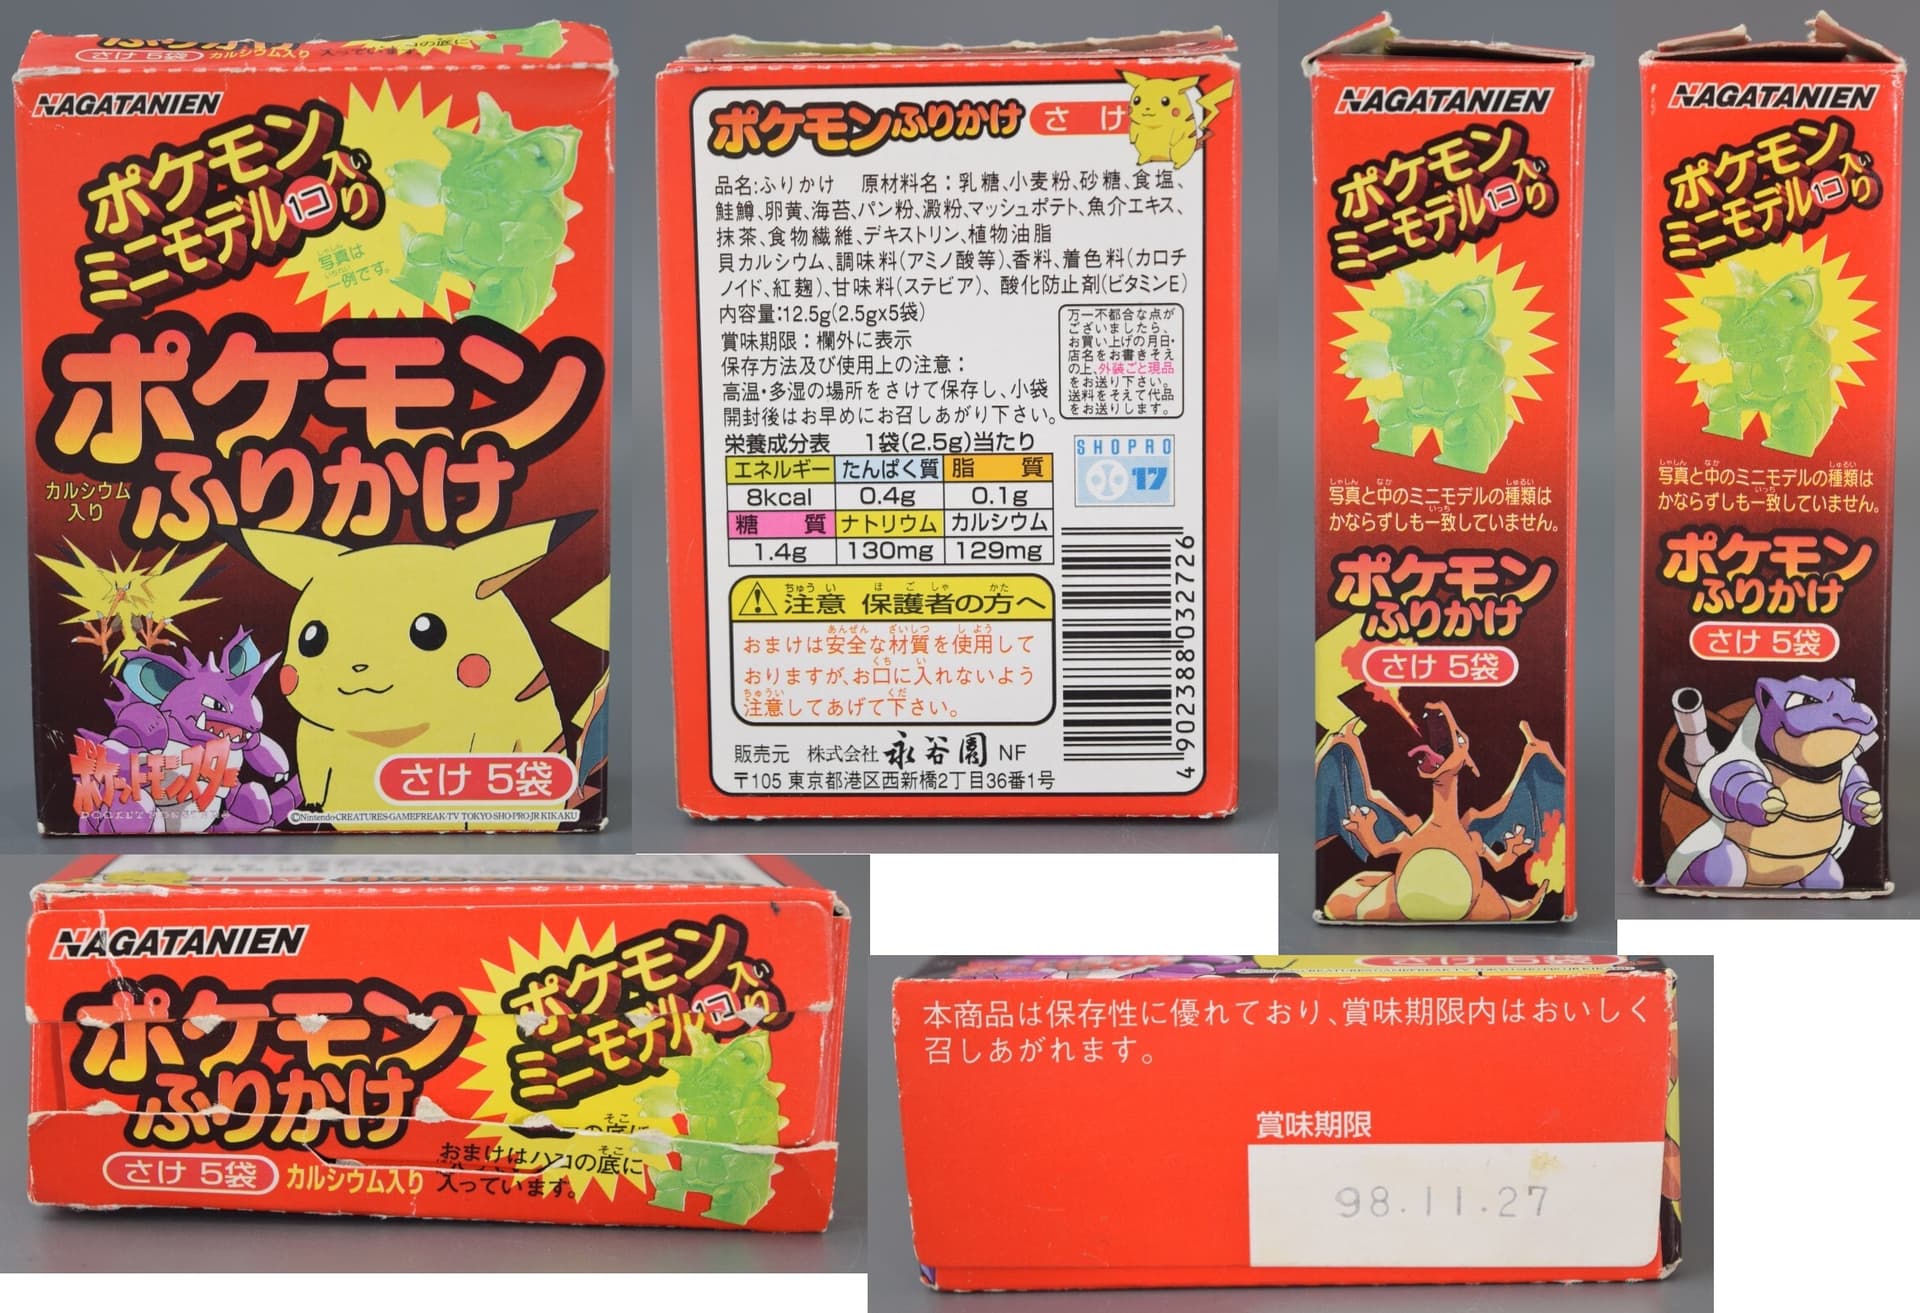 NAGATANIEN
ポケモン
ミニモデル1コ入り
写真は
一例です。
ポケモン
ふりかけ
カルシウム
入り
ポケットモンスター
さけ 5袋
©Nintendo・CREATURES・GAMEFREAK・TV TOKYO・SHO・PRO・JR KIKAKU
さけ 5袋 カルシウム入り
ポケモンふりかけ さけ
品名:ふりかけ 原材料名:乳糖、小麦粉、砂糖、食塩、
鮭鱒、卵黄、海苔、パン粉、澱粉、マッシュポテト、魚介エキス、
抹茶、食物繊維、デキストリン、植物油脂
貝カルシウム、調味料(アミノ酸等)、香料、着色料(カロチ
ノイド、紅麹)、甘味料(ステビア)、酸化防止剤(ビタミンE)
内容量:12.5g(2.5g×5袋)
賞味期限:欄外に表示
保存方法及び使用上の注意:
高温・多湿の場所をさけて保存し、小袋
開封後はお早めにお召しあがり下さい。
万一不都合な点が
ございましたら、
お買い上げの月日・
店名をお書きそえ
の上、外装ごと現品
をお送り下さい。
送料をそえて代品
をお送りします。
栄養成分表 1袋(2.5g)当たり
エネルギー たんぱく質 脂質
8kcal 0.4g 0.1g
糖質 ナトリウム カルシウム
1.4g 130mg 129mg
SHOPRO
17
注意 保護者の方へ
おまけは安全な材質を使用して
おりますが、お口に入れないよう
注意してあげて下さい。
販売元 株式会社 永谷園 NF
〒105 東京都港区西新橋2丁目36番1号
4902388032726
NAGATANIEN
ポケモン
ミニモデル1コ入り
写真と中のミニモデルの種類は
かならずしも一致していません。
ポケモン
ふりかけ
さけ 5袋
NAGATANIEN
ポケモン
ミニモデル1コ入り
写真と中のミニモデルの種類は
かならずしも一致していません。
ポケモン
ふりかけ
さけ 5袋
NAGATANIEN
ポケモン
ふりかけ
さけ 5袋 カルシウム入り
ポケモン
ミニモデル1コ入り
おまけはハコの底に
入っています。
本商品は保存性に優れており、賞味期限内はおいしく
召しあがれます。
賞味期限
98.11.27